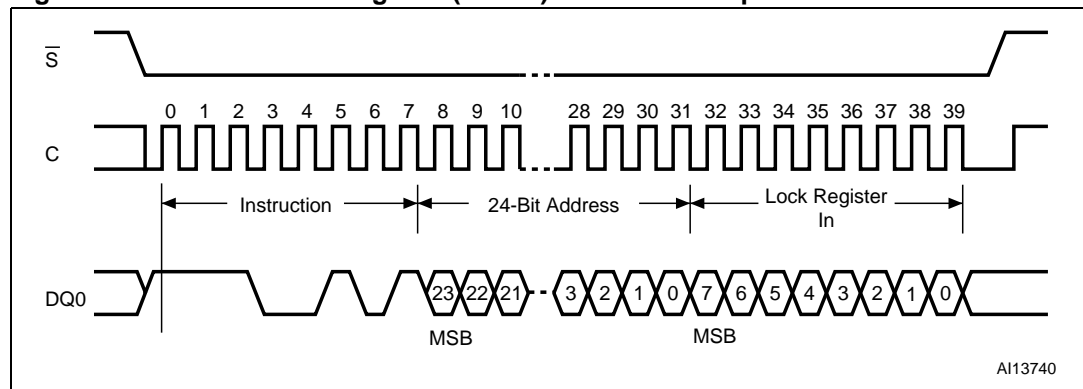 S̅
0 1 2 3 4 5 6 7 8 9 10 28 29 30 31 32 33 34 35 36 37 38 39
C
Instruction 24-Bit Address Lock Register
In
DQ0 23 22 21 3 2 1 0 7 6 5 4 3 2 1 0
MSB MSB
AI13740